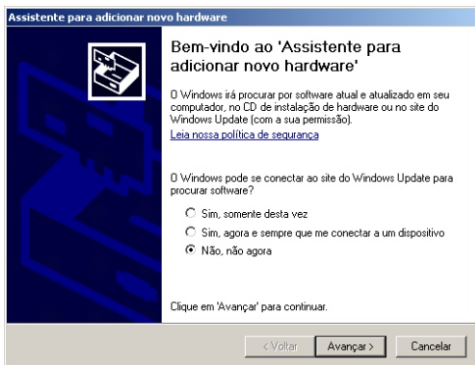 Assistente para adicionar novo hardware
Bem-vindo ao 'Assistente para
adicionar novo hardware'
O Windows irá procurar por software atual e atualizado em seu
computador, no CD de instalação de hardware ou no site do
Windows Update (com a sua permissão).
Leia nossa política de segurança
O Windows pode se conectar ao site do Windows Update para
procurar software?
Sim, somente desta vez
Sim, agora e sempre que me conectar a um dispositivo
Não, não agora
Clique em 'Avançar' para continuar.
< Voltar
Avançar >
Cancelar